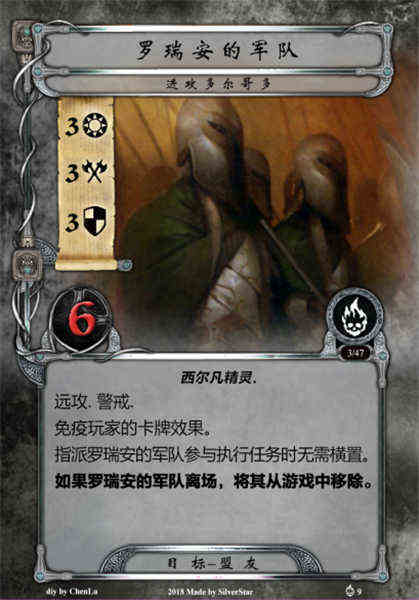 罗瑞安的军队
进攻多尔哥多
3
3
3
6
3/47
西尔凡精灵.
远攻. 警戒.
免疫玩家的卡牌效果。
指派罗瑞安的军队参与执行任务时无需横置。
如果罗瑞安的军队离场，将其从游戏中移除。
目标-盟友
diy by ChenLu 2018 Made by SilverStar 9